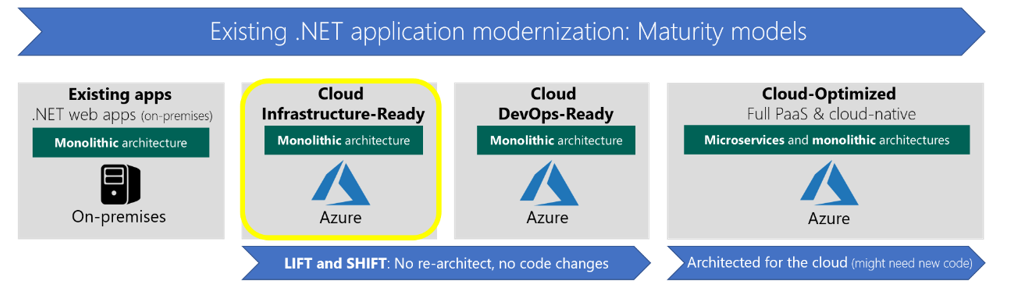 Existing .NET application modernization: Maturity models
Existing apps
.NET web apps (on-premises)
Monolithic architecture
On-premises
Cloud
Infrastructure-Ready
Monolithic architecture
Azure
Cloud
DevOps-Ready
Monolithic architecture
Azure
Cloud-Optimized
Full PaaS & cloud-native
Microservices and monolithic architectures
Azure
LIFT and SHIFT: No re-architect, no code changes
Architected for the cloud (might need new code)